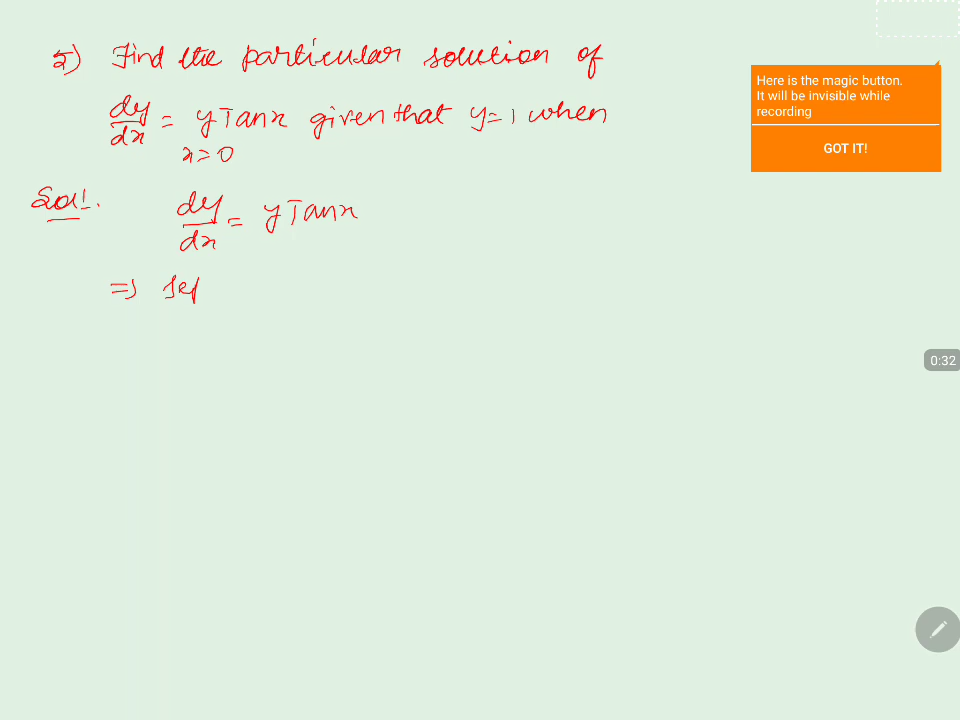 5) Find the particular solution of
dy/dx = y Tanx given that y=1 when
x=0
Sol:. dy/dx = y Tanx
⇒ Sep
Here is the magic button.
It will be invisible while
recording
GOT IT!
0:32